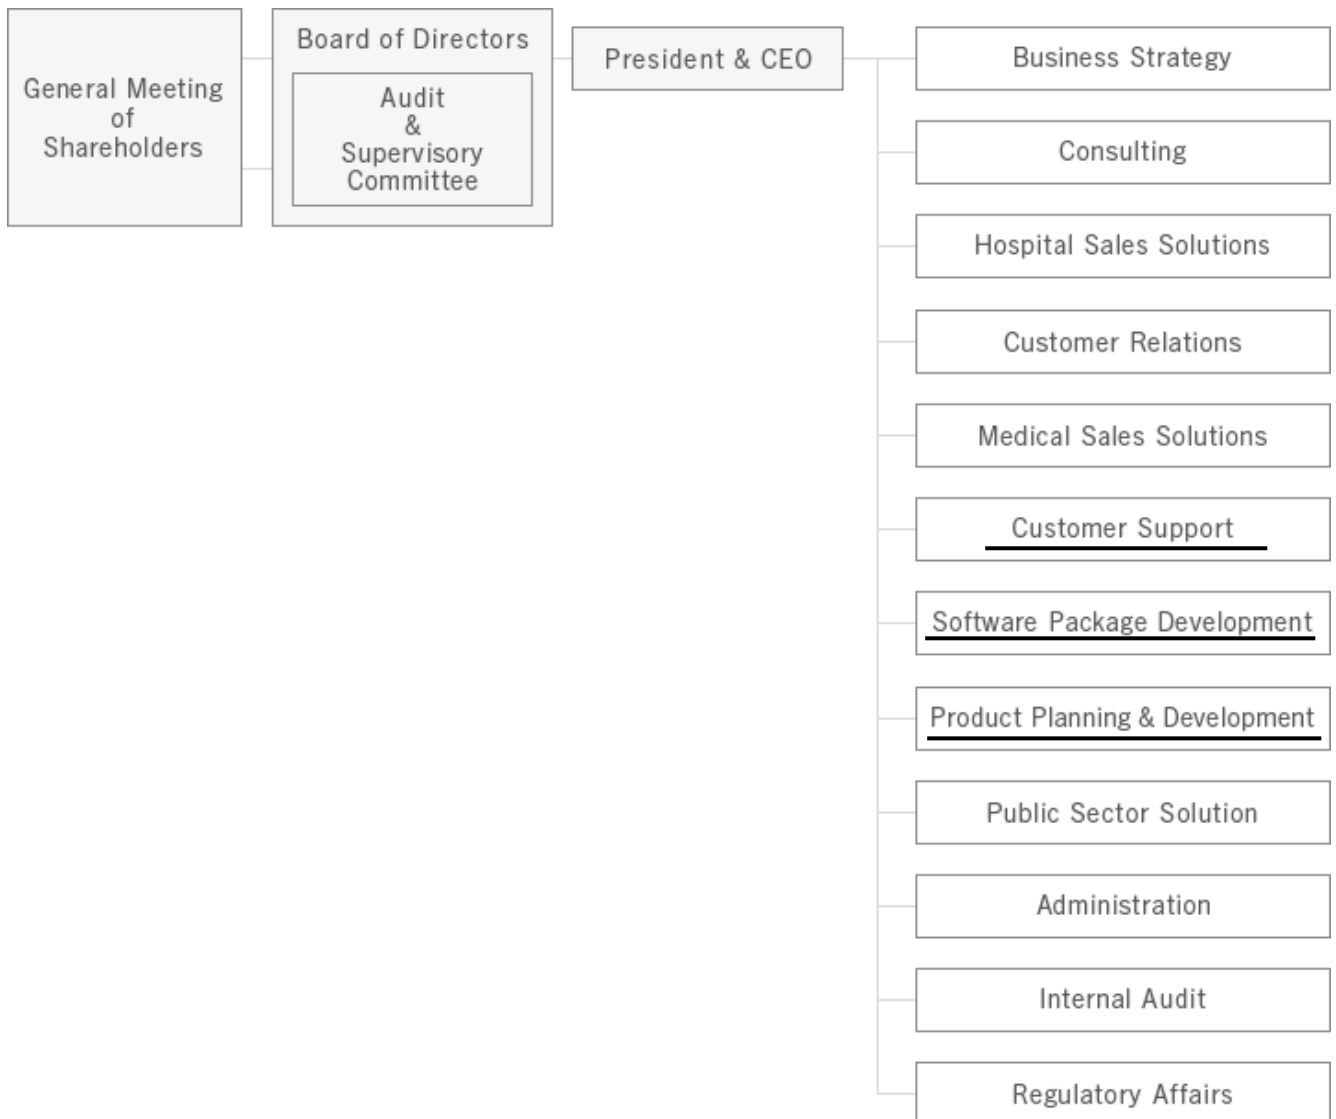 General Meeting
of
Shareholders
Board of Directors
Audit
&
Supervisory
Committee
President & CEO
Business Strategy
Consulting
Hospital Sales Solutions
Customer Relations
Medical Sales Solutions
Customer Support
Software Package Development
Product Planning & Development
Public Sector Solution
Administration
Internal Audit
Regulatory Affairs